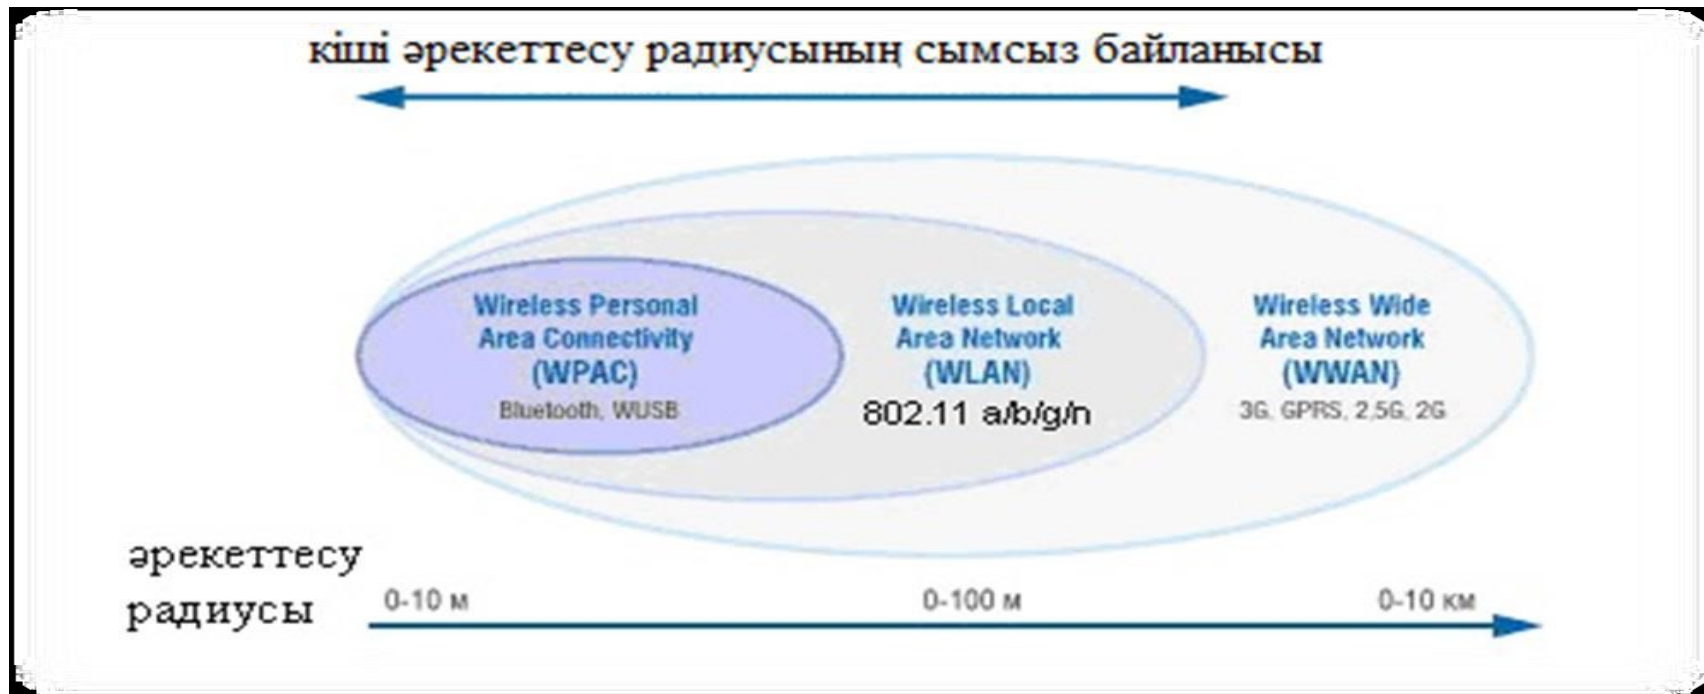 кіші әрекеттесу радиусының сымсыз байланысы
Wireless Personal
Area Connectivity
(WPAC)
Bluetooth, WUSB
Wireless Local
Area Network
(WLAN)
802.11 a/b/g/n
Wireless Wide
Area Network
(WWAN)
3G, GPRS, 2,5G, 2G
әрекеттесу
радиусы
0-10 м
0-100 м
0-10 км